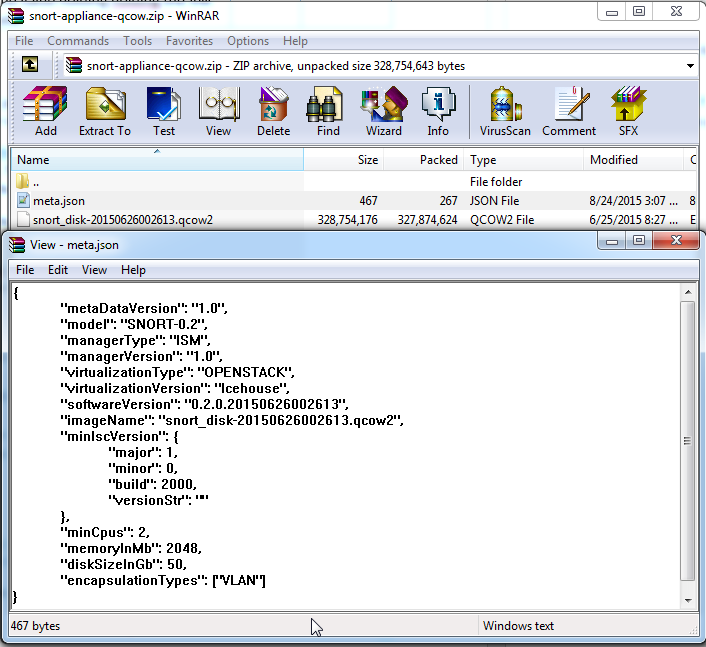 snort-appliance-qcow.zip - WinRAR
File Commands Tools Favorites Options Help
snort-appliance-qcow.zip - ZIP archive, unpacked size 328,754,643 bytes
Add Extract To Test View Delete Find Wizard Info VirusScan Comment SFX
Name Size Packed Type Modified C
.. File folder
meta.json 467 267 JSON File 8/24/2015 3:07 ... 8
snort_disk-20150626002613.qcow2 328,754,176 327,874,624 QCOW2 File 6/25/2015 8:27 ... E
View - meta.json
File Edit View Help
{
"metaDataVersion": "1.0",
"model": "SNORT-0.2",
"managerType": "ISM",
"managerVersion": "1.0",
"virtualizationType": "OPENSTACK",
"virtualizationVersion": "Icehouse",
"softwareVersion": "0.2.0.20150626002613",
"imageName": "snort_disk-20150626002613.qcow2",
"minIscVersion": {
"major": 1,
"minor": 0,
"build": 2000,
"versionStr": ""
},
"minCpus": 2,
"memoryInMb": 2048,
"diskSizeInGb": 50,
"encapsulationTypes": ["VLAN"]
}
467 bytes Windows text